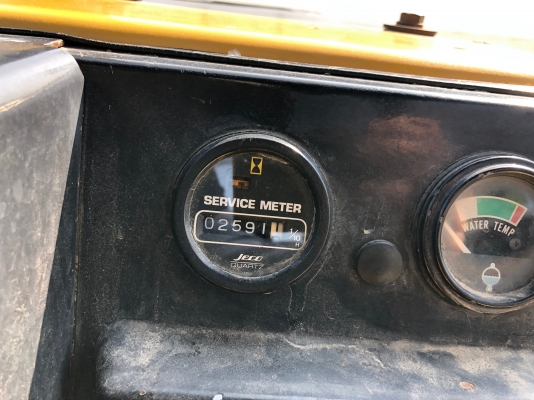 SERVICE METER
02591 1/10
H
Jeco
QUARTZ
WATER TEMP